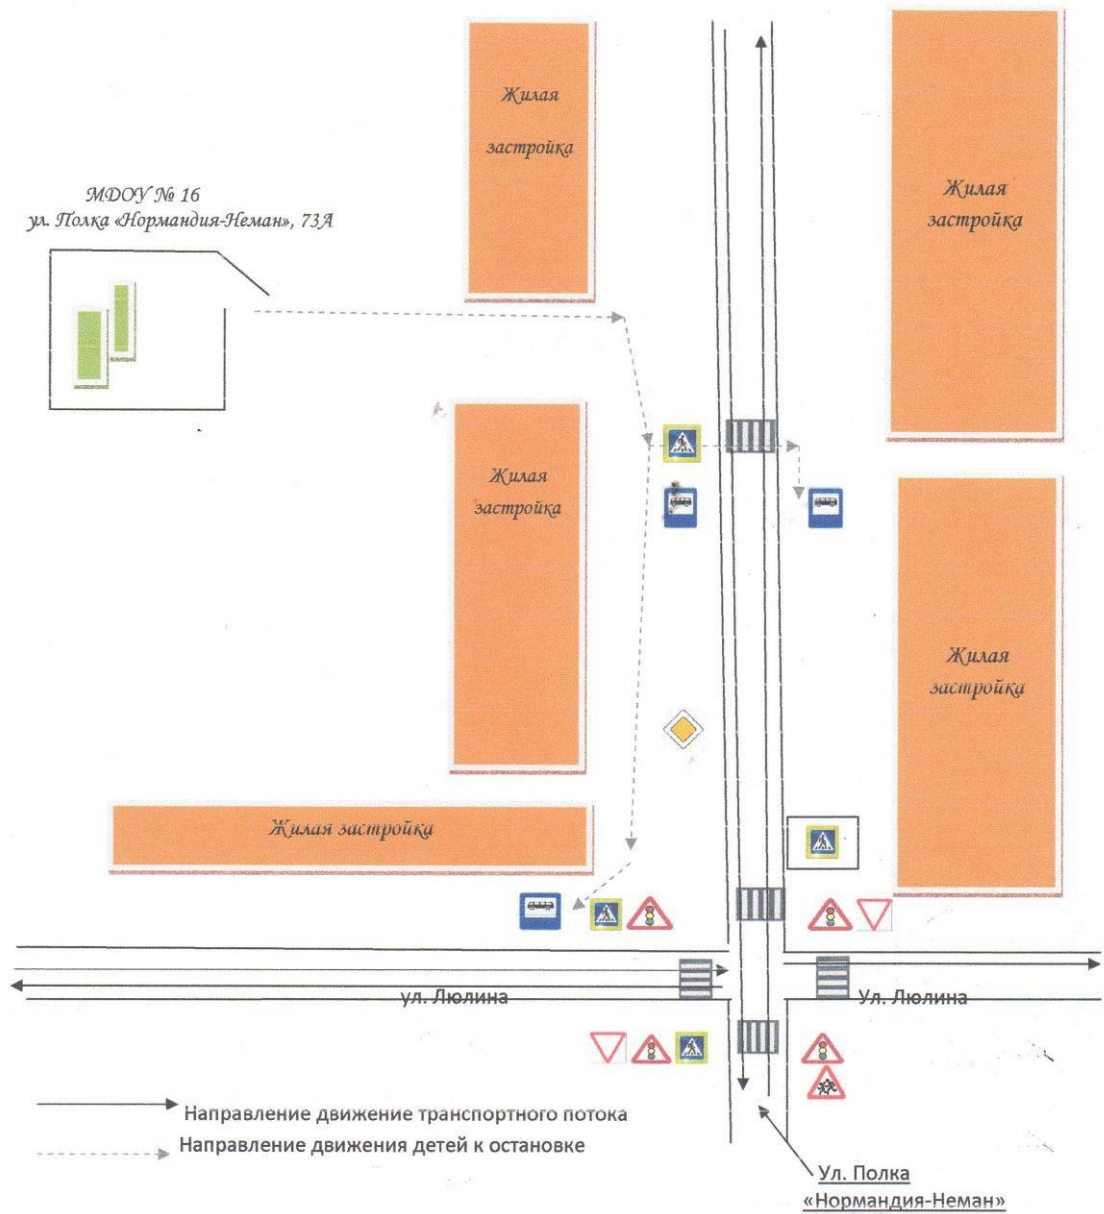 Жилая
застройка
Жилая
застройка
МДОУ № 16
ул. Полка «Нормандия-Неман», 73А
Жилая
застройка
Жилая
застройка
Жилая застройка
ул. Люлина
Ул. Люлина
Направление движение транспортного потока
Направление движения детей к остановке
Ул. Полка
«Нормандия-Неман»